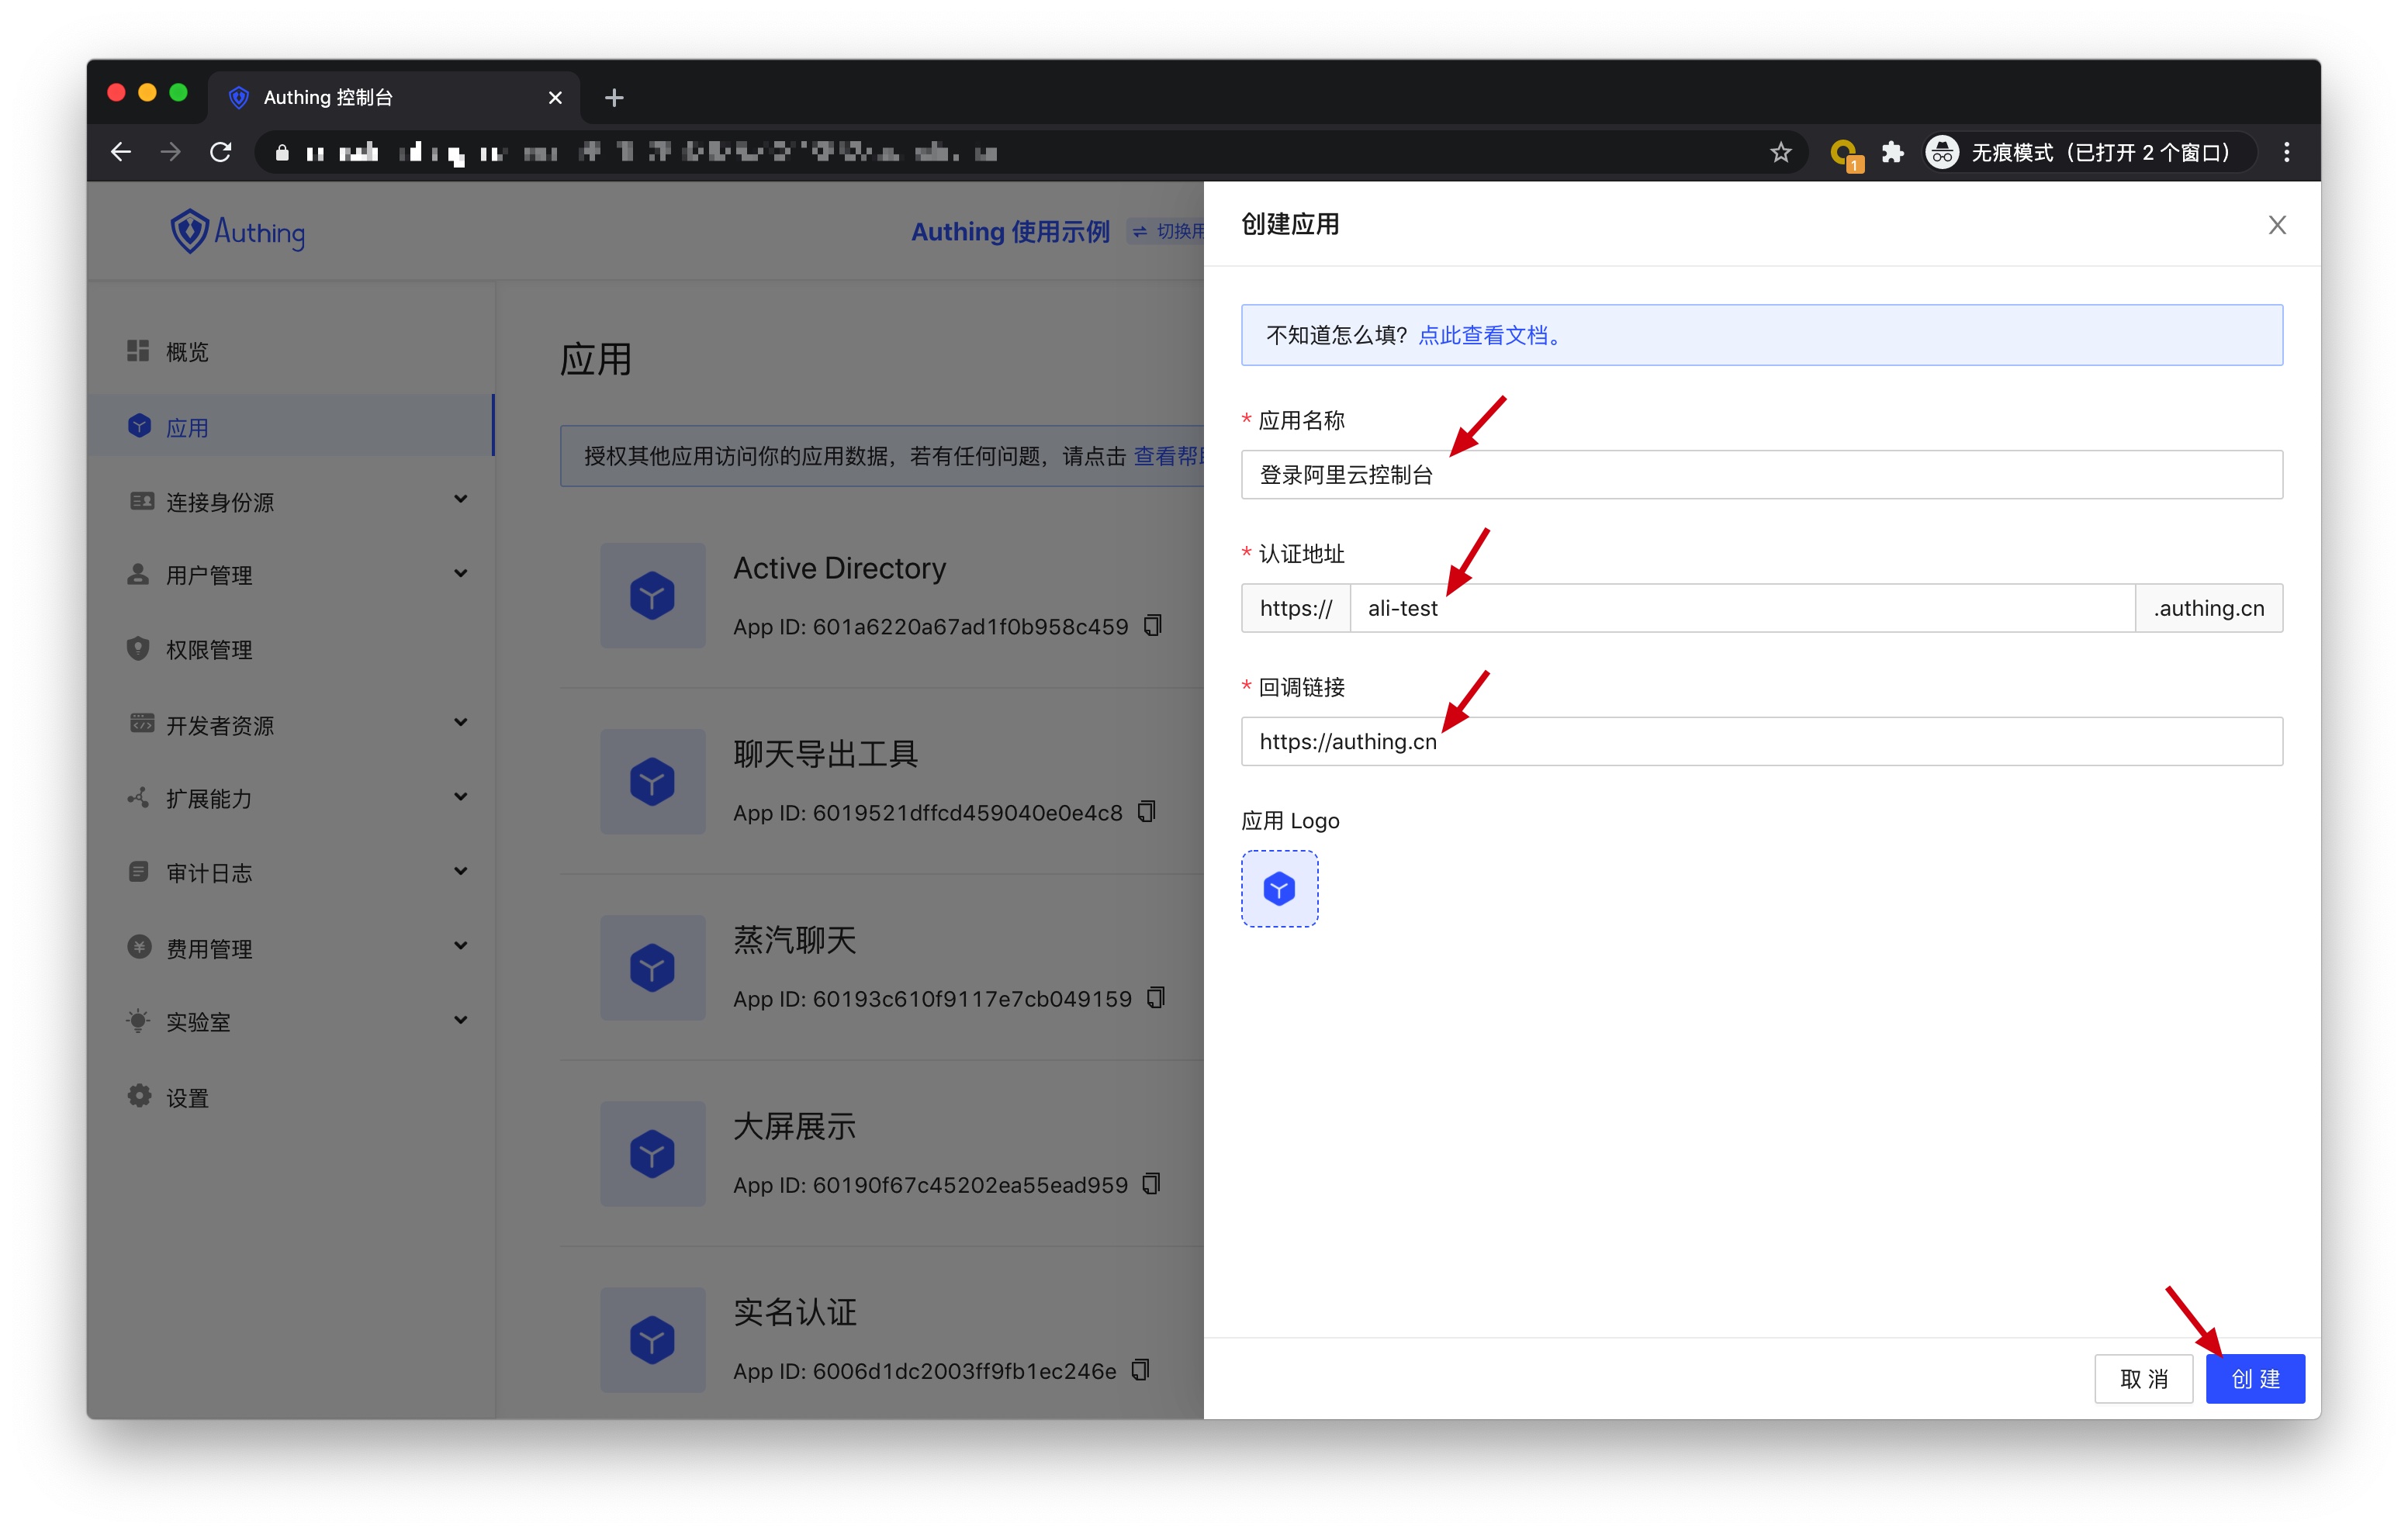 Authing 控制台
无痕模式（已打开 2 个窗口）
1
Authing
Authing 使用示例
切换用
概览
应用
连接身份源
用户管理
权限管理
开发者资源
扩展能力
审计日志
费用管理
实验室
设置
应用
授权其他应用访问你的应用数据，若有任何问题，请点击 查看帮
Active Directory
App ID: 601a6220a67ad1f0b958c459
聊天导出工具
App ID: 6019521dffcd459040e0e4c8
蒸汽聊天
App ID: 60193c610f9117e7cb049159
大屏展示
App ID: 60190f67c45202ea55ead959
实名认证
App ID: 6006d1dc2003ff9fb1ec246e
创建应用
不知道怎么填？点此查看文档。
* 应用名称
登录阿里云控制台
* 认证地址
https:// ali-test .authing.cn
* 回调链接
https://authing.cn
应用 Logo
取 消
创 建